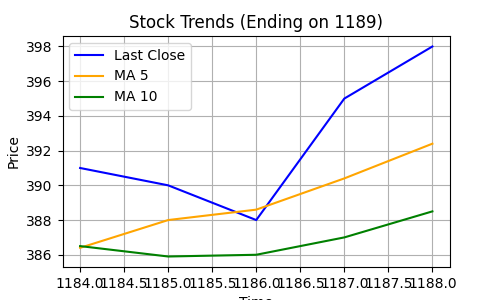 Stock Trends (Ending on 1189)
Last Close
MA 5
MA 10
Price
398
396
394
392
390
388
386
1184.0 1184.5 1185.0 1185.5 1186.0 1186.5 1187.0 1187.5 1188.0
Time